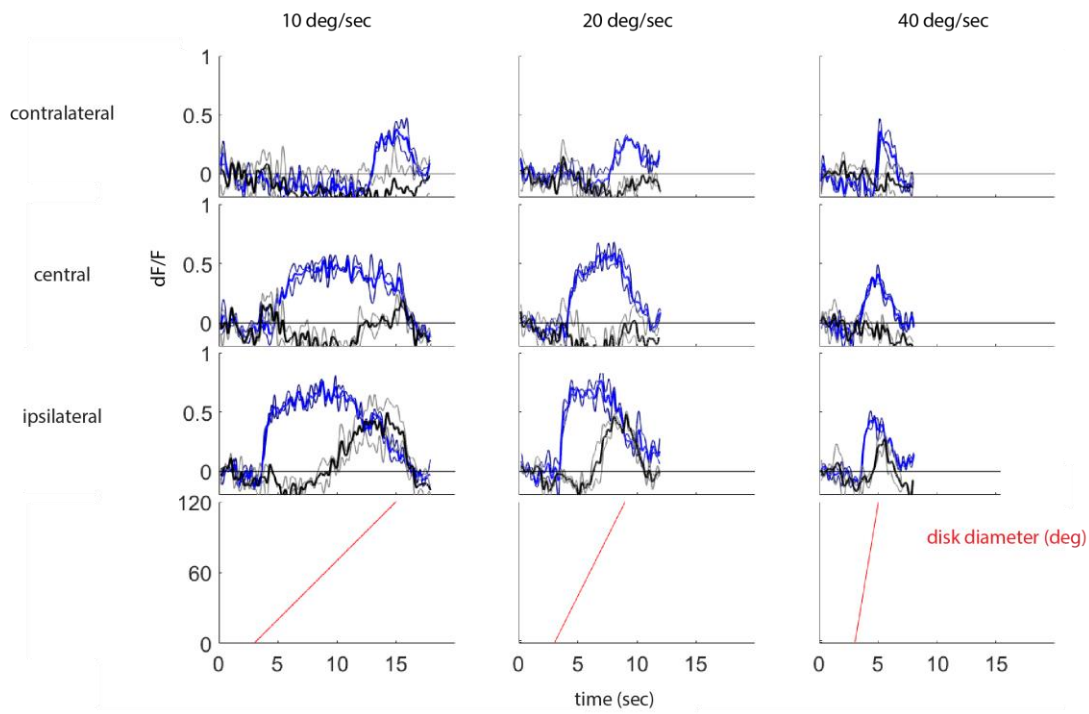 10 deg/sec 20 deg/sec 40 deg/sec
contralateral
1
0.5
0
central
dF/F
1
0.5
0
ipsilateral
1
0.5
0
120
60
0
disk diameter (deg)
0 5 10 15 0 5 10 15 0 5 10 15
time (sec)